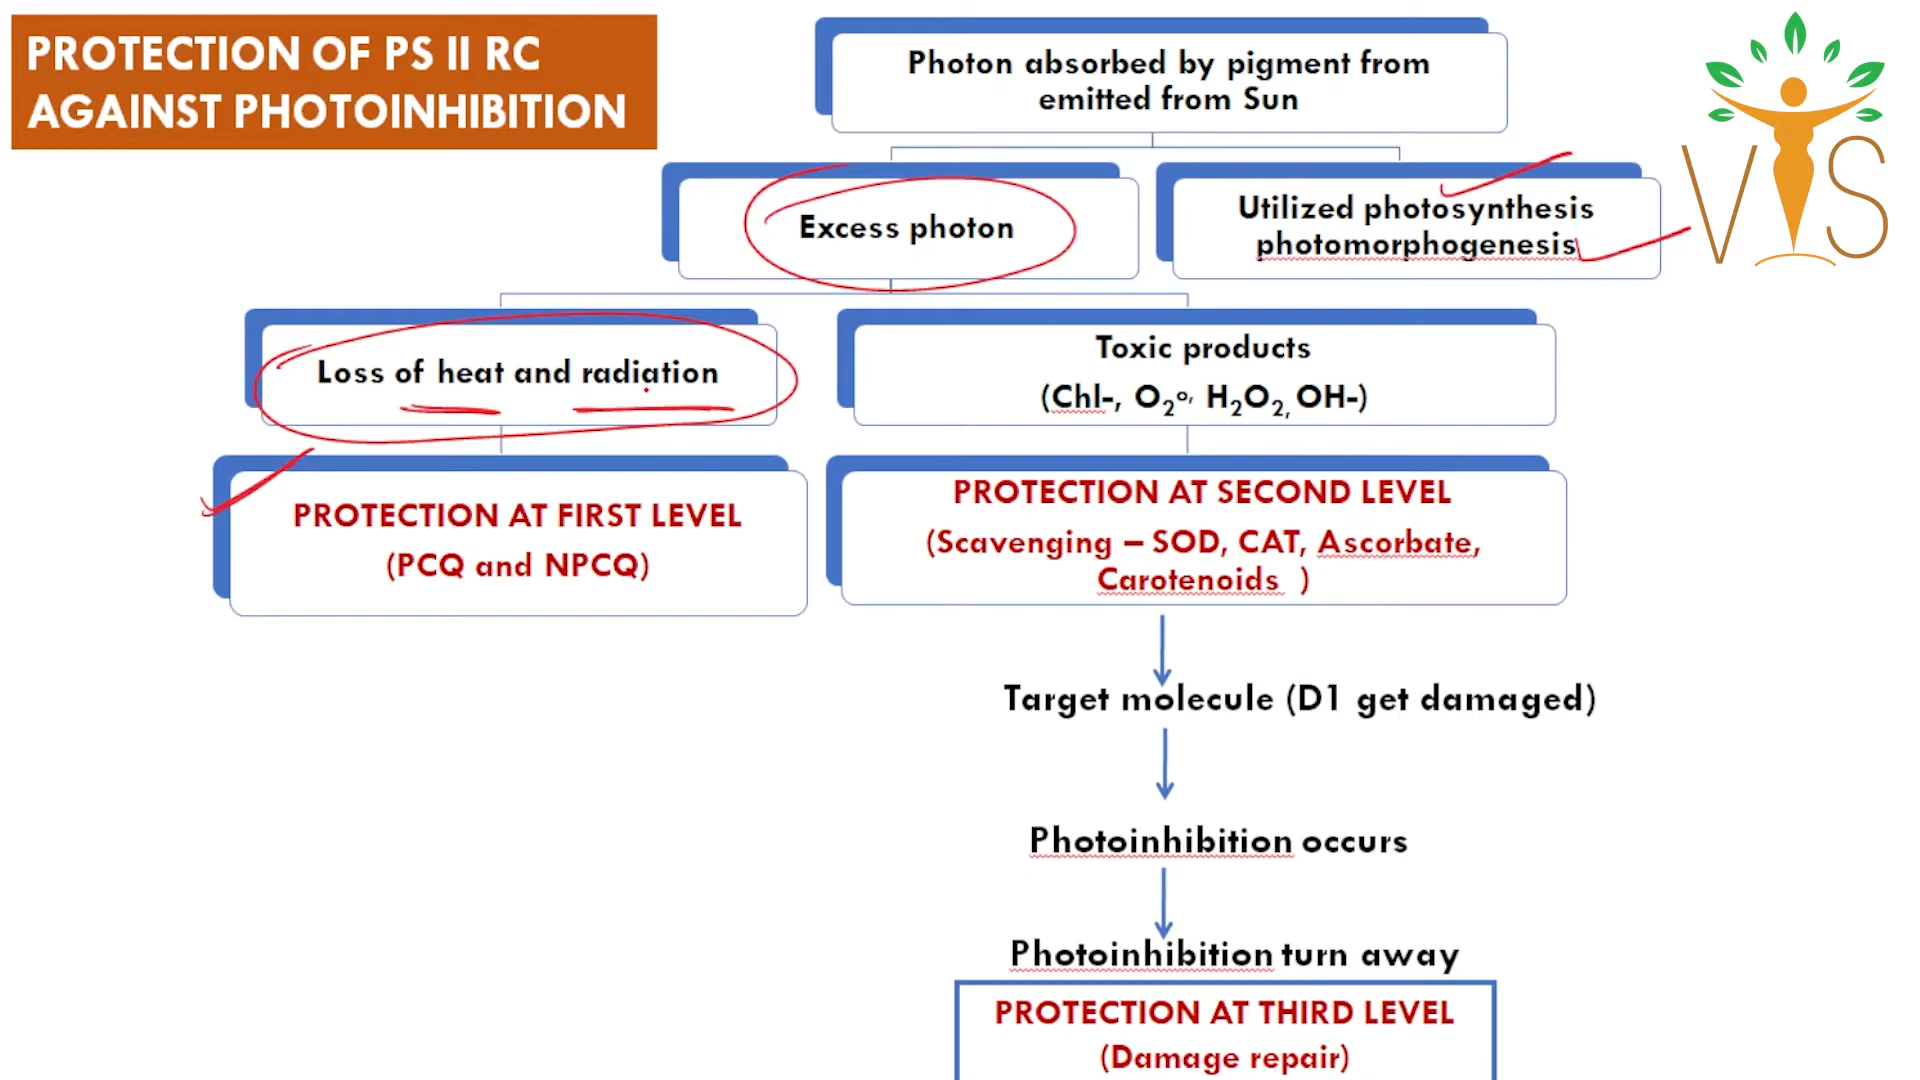 PROTECTION OF PS II RC
AGAINST PHOTOINHIBITION
Photon absorbed by pigment from
emitted from Sun
Excess photon
Utilized photosynthesis
photomorphogenesis
VIS
Loss of heat and radiation
Toxic products
(Chl-, O₂°, H₂O₂, OH-)
PROTECTION AT FIRST LEVEL
(PCQ and NPCQ)
PROTECTION AT SECOND LEVEL
(Scavenging – SOD, CAT, Ascorbate,
Carotenoids )
Target molecule (D1 get damaged)
Photoinhibition occurs
Photoinhibition turn away
PROTECTION AT THIRD LEVEL
(Damage repair)